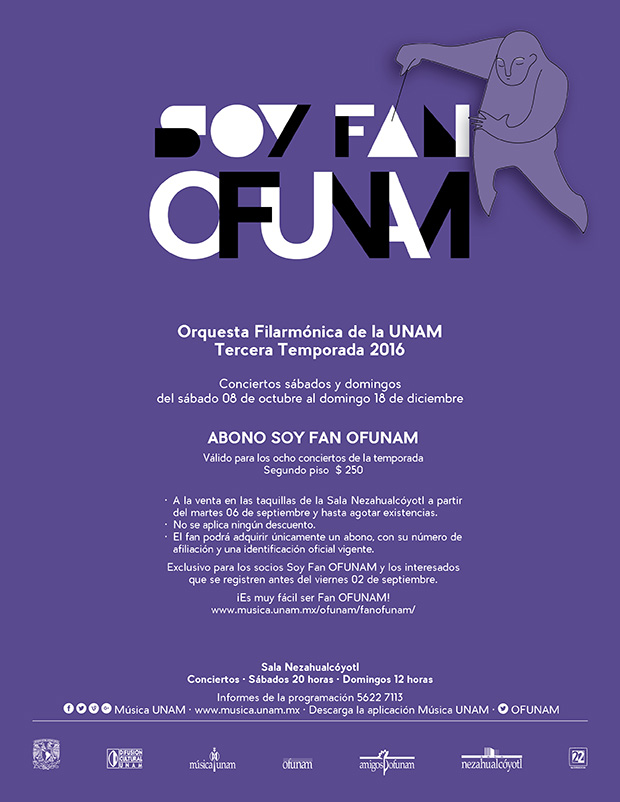 SOY FAN
OFUNAM
Orquesta Filarmónica de la UNAM
Tercera Temporada 2016
Conciertos sábados y domingos
del sábado 08 de octubre al domingo 18 de diciembre
ABONO SOY FAN OFUNAM
Válido para los ocho conciertos de la temporada
Segundo piso $ 250
· A la venta en las taquillas de la Sala Nezahualcóyotl a partir
del martes 06 de septiembre y hasta agotar existencias.
· No se aplica ningún descuento.
· El fan podrá adquirir únicamente un abono, con su número de
afiliación y una identificación oficial vigente.
Exclusivo para los socios Soy Fan OFUNAM y los interesados
que se registren antes del viernes 02 de septiembre.
¡Es muy fácil ser Fan OFUNAM!
www.musica.unam.mx/ofunam/fanofunam/
Sala Nezahualcóyotl
Conciertos · Sábados 20 horas · Domingos 12 horas
Informes de la programación 5622 7113
Música UNAM · www.musica.unam.mx · Descarga la aplicación Música UNAM · OFUNAM
DIFUSIÓN
CULTURAL
UNAM
música unam
ofunam
amigos ofunam
nezahualcóyotl
22